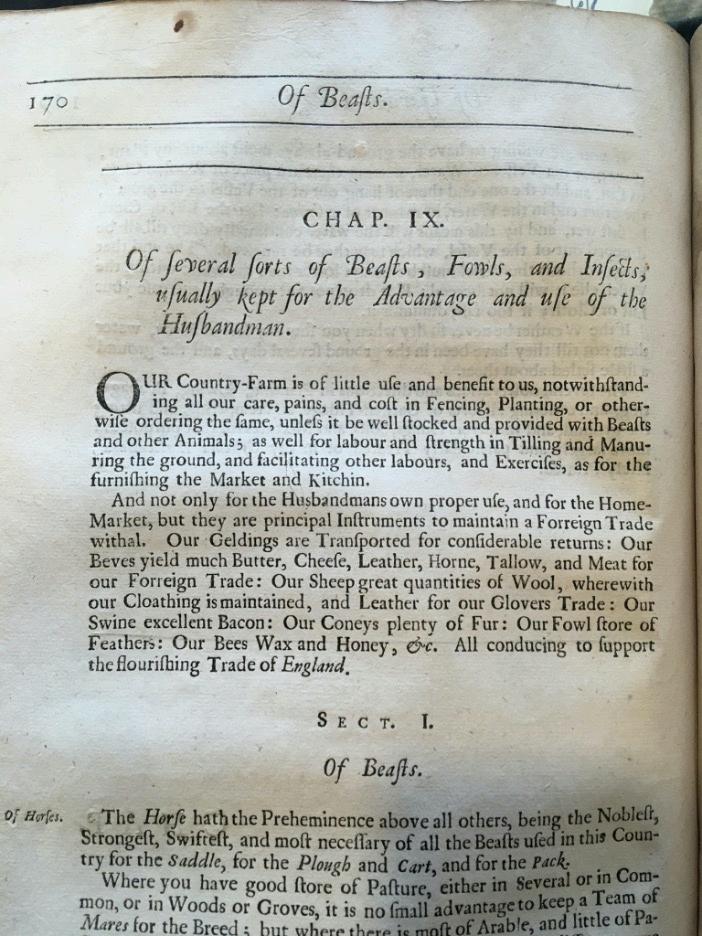 170
Of Beaſts.
CHAP. IX.
Of ſeveral ſorts of Beaſts, Fowls, and Inſects,
uſually kept for the Advantage and uſe of the
Huſbandman.
OUR Country-Farm is of little uſe and benefit to us, notwithſtand-
ing all our care, pains, and coſt in Fencing, Planting, or other-
wiſe ordering the ſame, unleſs it be well ſtocked and provided with Beaſts
and other Animals; as well for labour and ſtrength in Tilling and Manu-
ring the ground, and facilitating other labours, and Exerciſes, as for the
furniſhing the Market and Kitchin.
And not only for the Husbandmans own proper uſe, and for the Home-
Market, but they are principal Inſtruments to maintain a Forreign Trade
withal. Our Geldings are Tranſported for conſiderable returns: Our
Beves yield much Butter, Cheeſe, Leather, Horne, Tallow, and Meat for
our Forreign Trade: Our Sheep great quantities of Wool, wherewith
our Cloathing is maintained, and Leather for our Glovers Trade: Our
Swine excellent Bacon: Our Coneys plenty of Fur: Our Fowl ſtore of
Feathers: Our Bees Wax and Honey, &c. All conducing to ſupport
the flouriſhing Trade of England.
SECT. I.
Of Beaſts.
Of Horſes.
The Horſe hath the Preheminence above all others, being the Nobleſt,
Strongeſt, Swifteſt, and moſt neceſſary of all the Beaſts uſed in this Coun-
try for the Saddle, for the Plough and Cart, and for the Pack.
Where you have good ſtore of Paſture, either in Several or in Com-
mon, or in Woods or Groves, it is no ſmall advantage to keep a Team of
Mares for the Breed; but where there is moſt of Arable, and little of Pa-